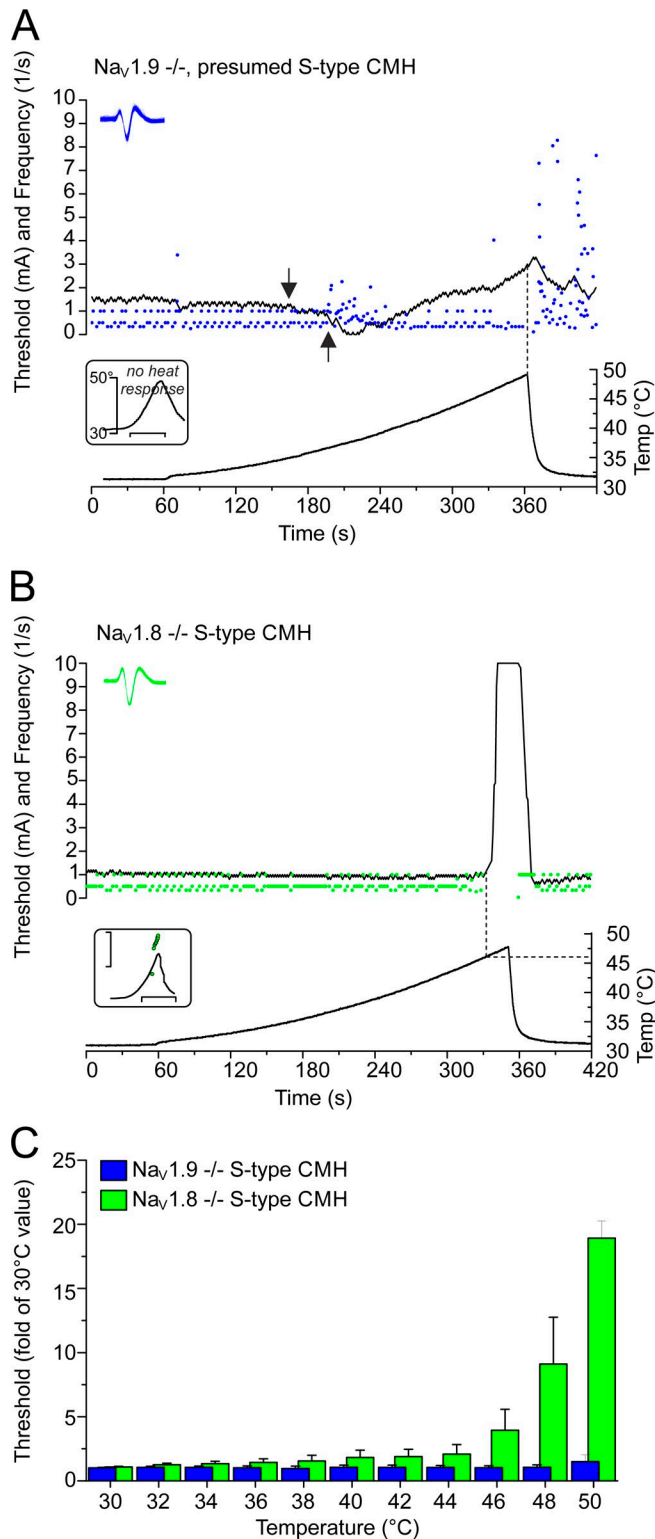 A
NaV1.9 -/-, presumed S-type CMH
Threshold (mA) and Frequency (1/s)
10
9
8
7
6
5
4
3
2
1
0
50°
30
no heat
response
50
45
40
35
30
Temp (°C)
0 60 120 180 240 300 360
Time (s)
B
NaV1.8 -/- S-type CMH
Threshold (mA) and Frequency (1/s)
10
9
8
7
6
5
4
3
2
1
0
50
45
40
35
30
Temp (°C)
0 60 120 180 240 300 360 420
Time (s)
C
Threshold (fold of 30°C value)
25
20
15
10
5
0
NaV1.9 -/- S-type CMH
NaV1.8 -/- S-type CMH
30 32 34 36 38 40 42 44 46 48 50
Temperature (°C)